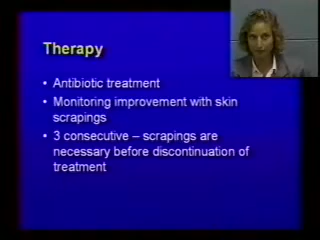 Therapy
• Antibiotic treatment
• Monitoring improvement with skin
scrapings
• 3 consecutive – scrapings are
necessary before discontinuation of
treatment